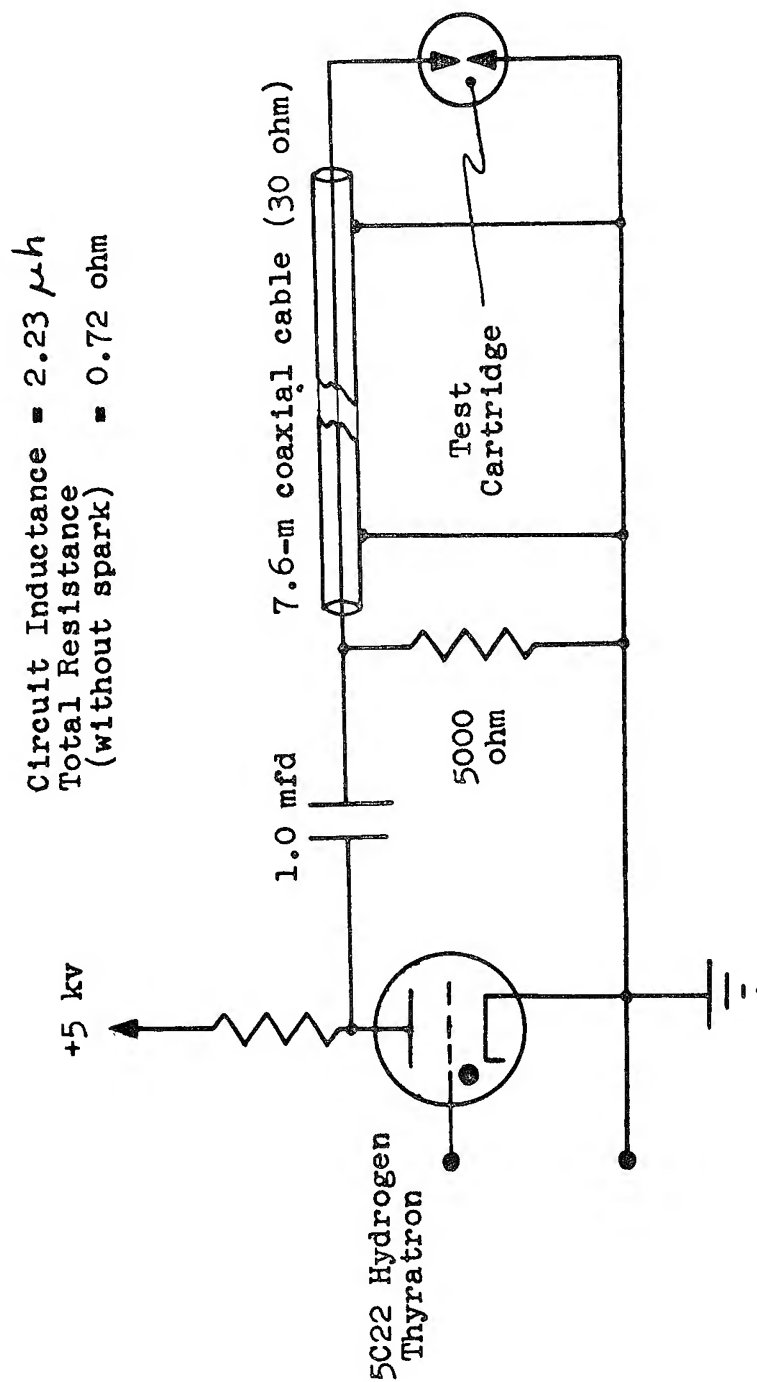 Circuit Inductance = 2.23 μh
Total Resistance
(without spark) = 0.72 ohm
+5 kv
1.0 mfd
7.6-m coaxial cable (30 ohm)
5000
ohm
Test
Cartridge
5C22 Hydrogen
Thyratron